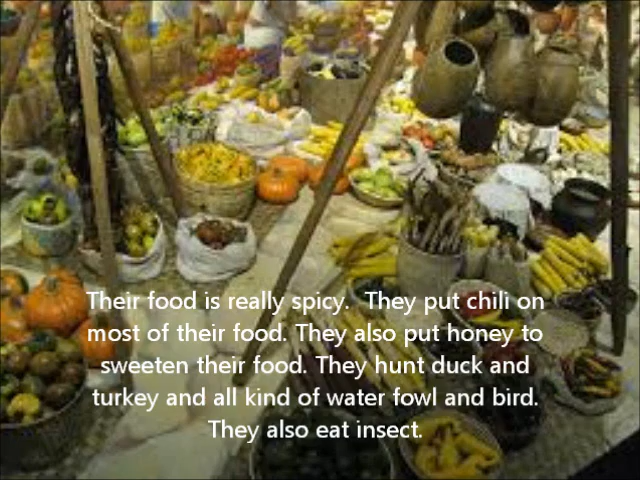 Their food is really spicy.  They put chili on
most of their food. They also put honey to
sweeten their food. They hunt duck and
turkey and all kind of water fowl and bird.
They also eat insect.